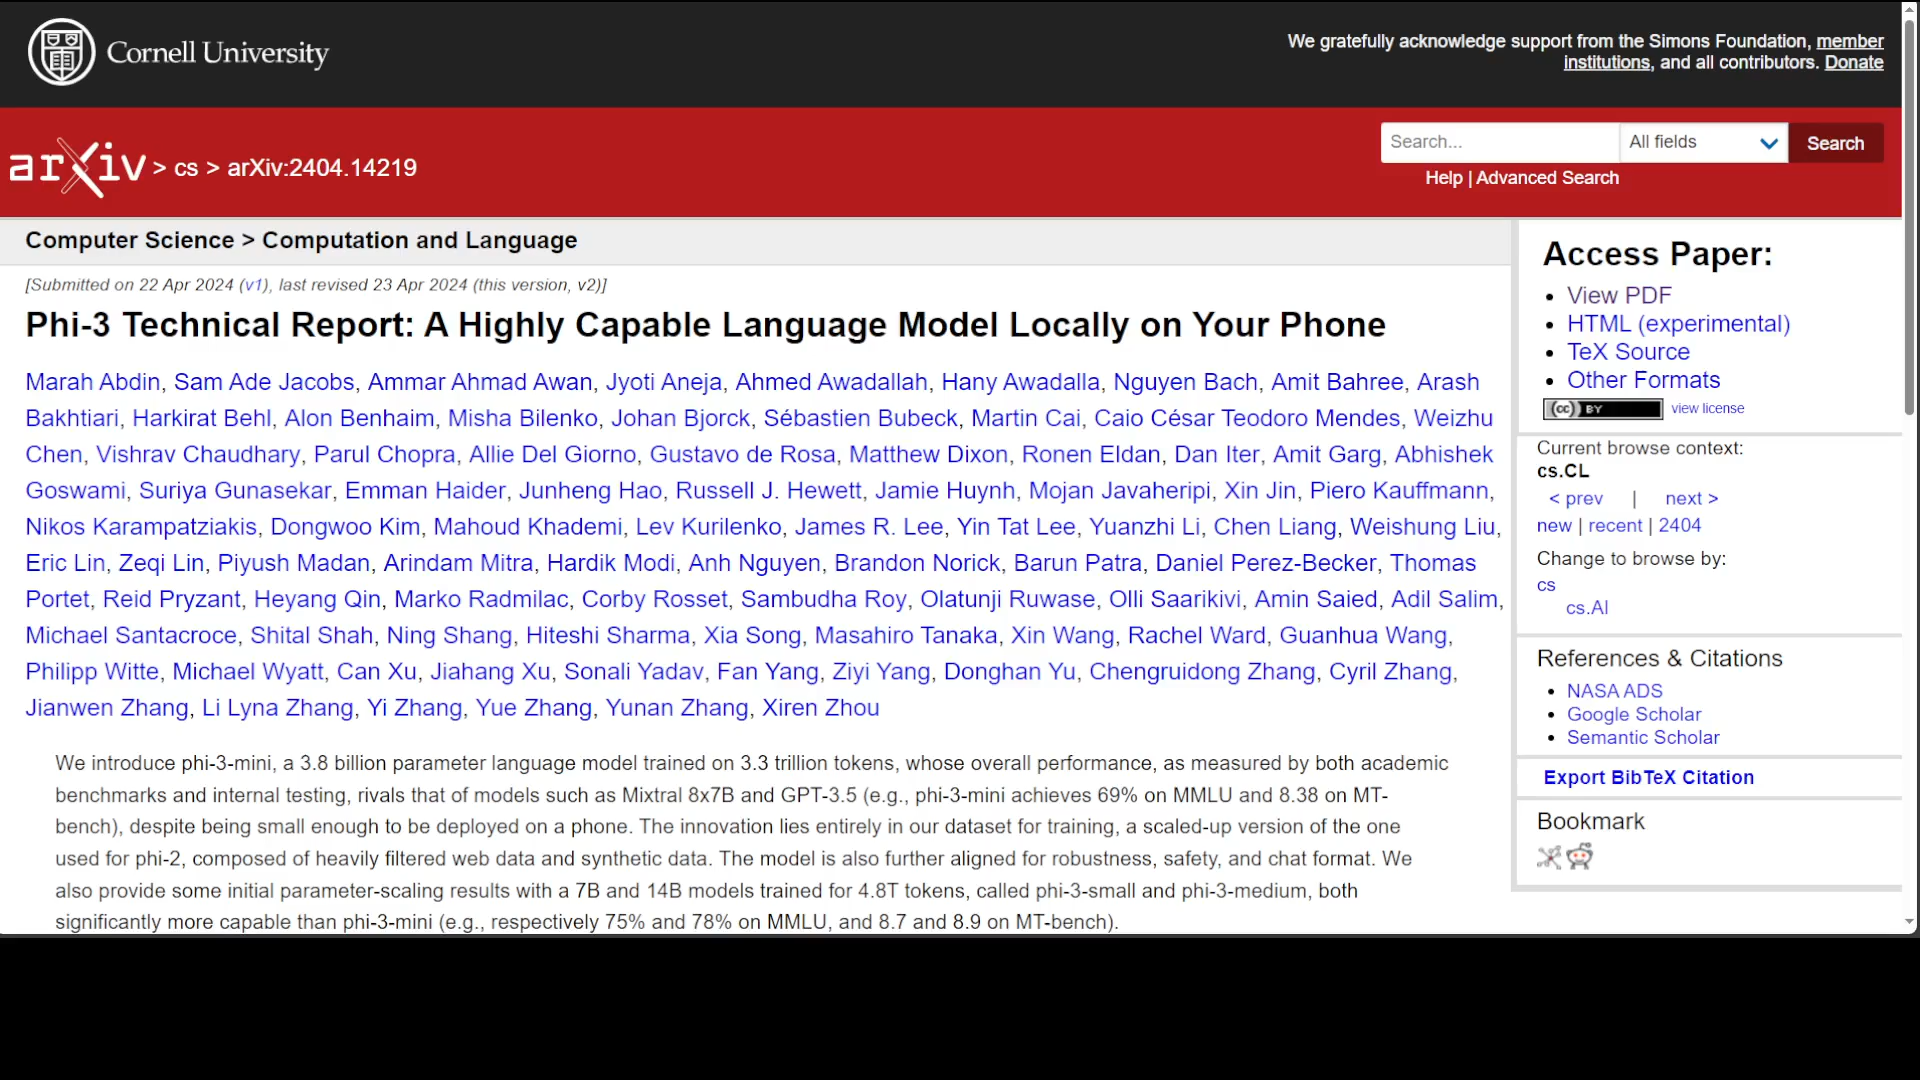 Cornell University
We gratefully acknowledge support from the Simons Foundation, member
institutions, and all contributors. Donate
arXiv > cs > arXiv:2404.14219
Search...
All fields
Search
Help | Advanced Search
Computer Science > Computation and Language
[Submitted on 22 Apr 2024 (v1), last revised 23 Apr 2024 (this version, v2)]
Phi-3 Technical Report: A Highly Capable Language Model Locally on Your Phone
Marah Abdin, Sam Ade Jacobs, Ammar Ahmad Awan, Jyoti Aneja, Ahmed Awadallah, Hany Awadalla, Nguyen Bach, Amit Bahree, Arash
Bakhtiari, Harkirat Behl, Alon Benhaim, Misha Bilenko, Johan Bjorck, Sébastien Bubeck, Martin Cai, Caio César Teodoro Mendes, Weizhu
Chen, Vishrav Chaudhary, Parul Chopra, Allie Del Giorno, Gustavo de Rosa, Matthew Dixon, Ronen Eldan, Dan Iter, Amit Garg, Abhishek
Goswami, Suriya Gunasekar, Emman Haider, Junheng Hao, Russell J. Hewett, Jamie Huynh, Mojan Javaheripi, Xin Jin, Piero Kauffmann,
Nikos Karampatziakis, Dongwoo Kim, Mahoud Khademi, Lev Kurilenko, James R. Lee, Yin Tat Lee, Yuanzhi Li, Chen Liang, Weishung Liu,
Eric Lin, Zeqi Lin, Piyush Madan, Arindam Mitra, Hardik Modi, Anh Nguyen, Brandon Norick, Barun Patra, Daniel Perez-Becker, Thomas
Portet, Reid Pryzant, Heyang Qin, Marko Radmilac, Corby Rosset, Sambudha Roy, Olatunji Ruwase, Olli Saarikivi, Amin Saied, Adil Salim,
Michael Santacroce, Shital Shah, Ning Shang, Hiteshi Sharma, Xia Song, Masahiro Tanaka, Xin Wang, Rachel Ward, Guanhua Wang,
Philipp Witte, Michael Wyatt, Can Xu, Jiahang Xu, Sonali Yadav, Fan Yang, Ziyi Yang, Donghan Yu, Chengruidong Zhang, Cyril Zhang,
Jianwen Zhang, Li Lyna Zhang, Yi Zhang, Yue Zhang, Yunan Zhang, Xiren Zhou
We introduce phi-3-mini, a 3.8 billion parameter language model trained on 3.3 trillion tokens, whose overall performance, as measured by both academic
benchmarks and internal testing, rivals that of models such as Mixtral 8x7B and GPT-3.5 (e.g., phi-3-mini achieves 69% on MMLU and 8.38 on MT-
bench), despite being small enough to be deployed on a phone. The innovation lies entirely in our dataset for training, a scaled-up version of the one
used for phi-2, composed of heavily filtered web data and synthetic data. The model is also further aligned for robustness, safety, and chat format. We
also provide some initial parameter-scaling results with a 7B and 14B models trained for 4.8T tokens, called phi-3-small and phi-3-medium, both
significantly more capable than phi-3-mini (e.g., respectively 75% and 78% on MMLU, and 8.7 and 8.9 on MT-bench).
Access Paper:
View PDF
HTML (experimental)
TeX Source
Other Formats
(cc) BY view license
Current browse context:
cs.CL
< prev | next >
new | recent | 2404
Change to browse by:
cs
cs.AI
References & Citations
NASA ADS
Google Scholar
Semantic Scholar
Export BibTeX Citation
Bookmark